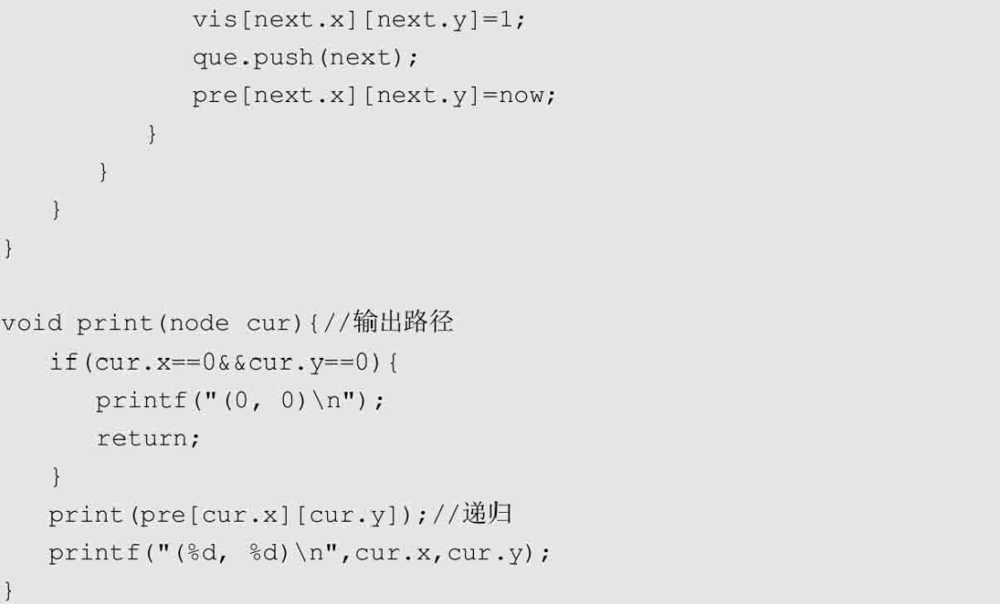 vis[next.x][next.y]=1;
            que.push(next);
            pre[next.x][next.y]=now;
         }
      }
   }
}

void print(node cur){//输出路径
   if(cur.x==0&&cur.y==0){
      printf("(0, 0)\n");
      return;
   }
   print(pre[cur.x][cur.y]);//递归
   printf("(%d, %d)\n",cur.x,cur.y);
}